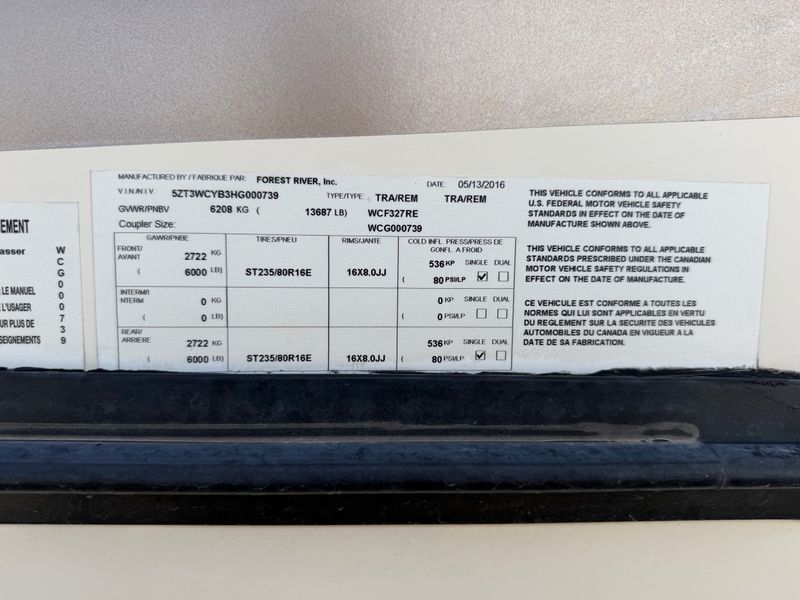 EMENT
asser
LE MANUEL
L'USAGER
UR PLUS DE
SEIGNEMENTS
WCG000739
MANUFACTURED BY / FABRIQUE PAR: FOREST RIVER, Inc. DATE: 05/13/2016
V.I.N/N.I.V. 5ZT3WCYB3HG000739 TYPE/TYPE: TRA/REM TRA/REM
GVWR/PNBV 6208 KG ( 13687 LB) WCF327RE
Coupler Size: WCG000739
GAWR/PNBE TIRES/PNEU RIMS/JANTE COLD INFL. PRESS/PRESS DE GONFL. A FROID
FRONT/ AVANT 2722 KG 536 KP SINGLE DUAL
( 6000 LB) ST235/80R16E 16X8.0JJ ( 80 PSI/LP ☑ ☐
INTERM/I NTERM 0 KG 0 KP SINGLE DUAL
( 0 LB) ( 0 PSI/LP ☐ ☐
REAR/ ARRIERE 2722 KG 536 KP SINGLE DUAL
( 6000 LB) ST235/80R16E 16X8.0JJ ( 80 PSI/LP ☑ ☐
THIS VEHICLE CONFORMS TO ALL APPLICABLE
U.S. FEDERAL MOTOR VEHICLE SAFETY
STANDARDS IN EFFECT ON THE DATE OF
MANUFACTURE SHOWN ABOVE.
THIS VEHICLE CONFORMS TO ALL APPLICABLE
STANDARDS PRESCRIBED UNDER THE CANADIAN
MOTOR VEHICLE SAFETY REGULATIONS IN
EFFECT ON THE DATE OF MANUFACTURE.
CE VEHICULE EST CONFORME A TOUTES LES
NORMES QUI LUI SONT APPLICABLES EN VERTU
DU REGLEMENT SUR LA SECURITE DES VEHICULES
AUTOMOBILES DU CANADA EN VIGUEUR A LA
DATE DE SA FABRICATION.